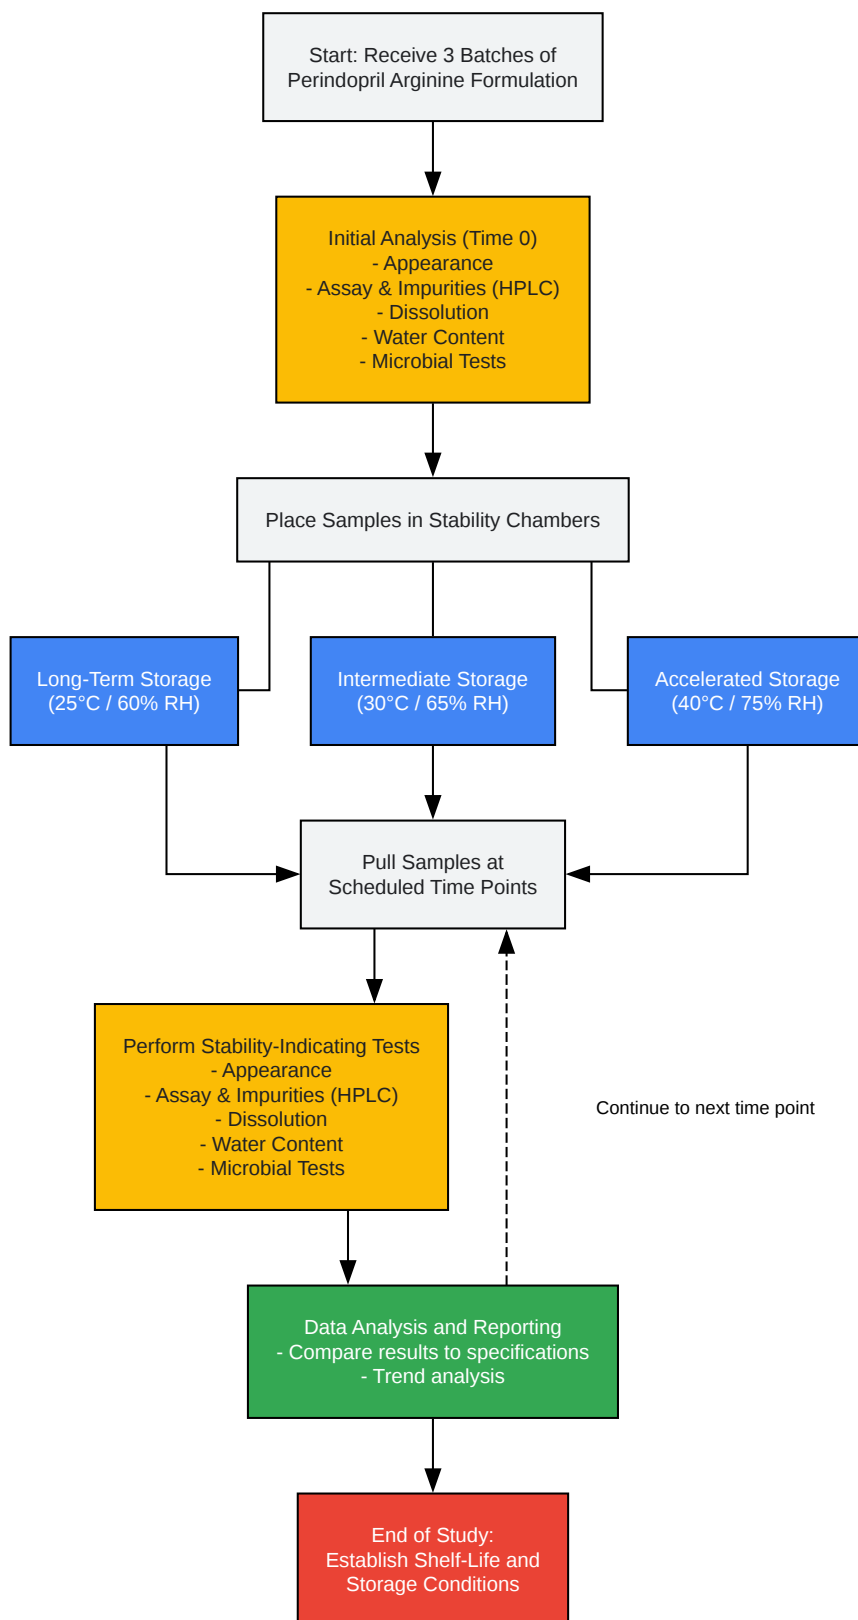 Start: Receive 3 Batches of
Perindopril Arginine Formulation
Initial Analysis (Time 0)
- Appearance
- Assay & Impurities (HPLC)
- Dissolution
- Water Content
- Microbial Tests
Place Samples in Stability Chambers
Long-Term Storage
(25°C / 60% RH)
Intermediate Storage
(30°C / 65% RH)
Accelerated Storage
(40°C / 75% RH)
Pull Samples at
Scheduled Time Points
Perform Stability-Indicating Tests
- Appearance
- Assay & Impurities (HPLC)
- Dissolution
- Water Content
- Microbial Tests
Continue to next time point
Data Analysis and Reporting
- Compare results to specifications
- Trend analysis
End of Study:
Establish Shelf-Life and
Storage Conditions